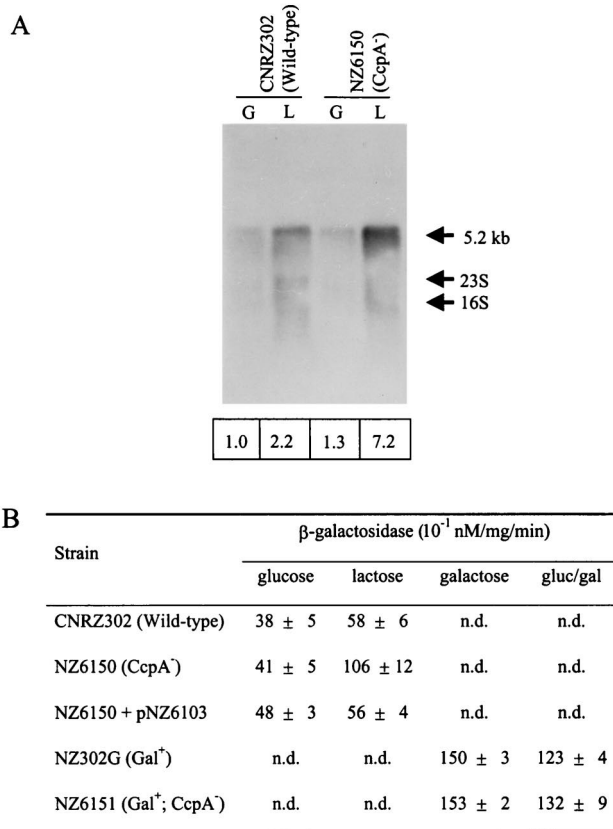 A
CNRZ302
(Wild-type)
NZ6150
(CcpA⁻)
G L G L
5.2 kb
23S
16S
1.0 2.2 1.3 7.2
B
Strain β-galactosidase (10⁻¹ nM/mg/min)
glucose lactose galactose gluc/gal
CNRZ302 (Wild-type) 38 ± 5 58 ± 6 n.d. n.d.
NZ6150 (CcpA⁻) 41 ± 5 106 ± 12 n.d. n.d.
NZ6150 + pNZ6103 48 ± 3 56 ± 4 n.d. n.d.
NZ302G (Gal⁺) n.d. n.d. 150 ± 3 123 ± 4
NZ6151 (Gal⁺; CcpA⁻) n.d. n.d. 153 ± 2 132 ± 9